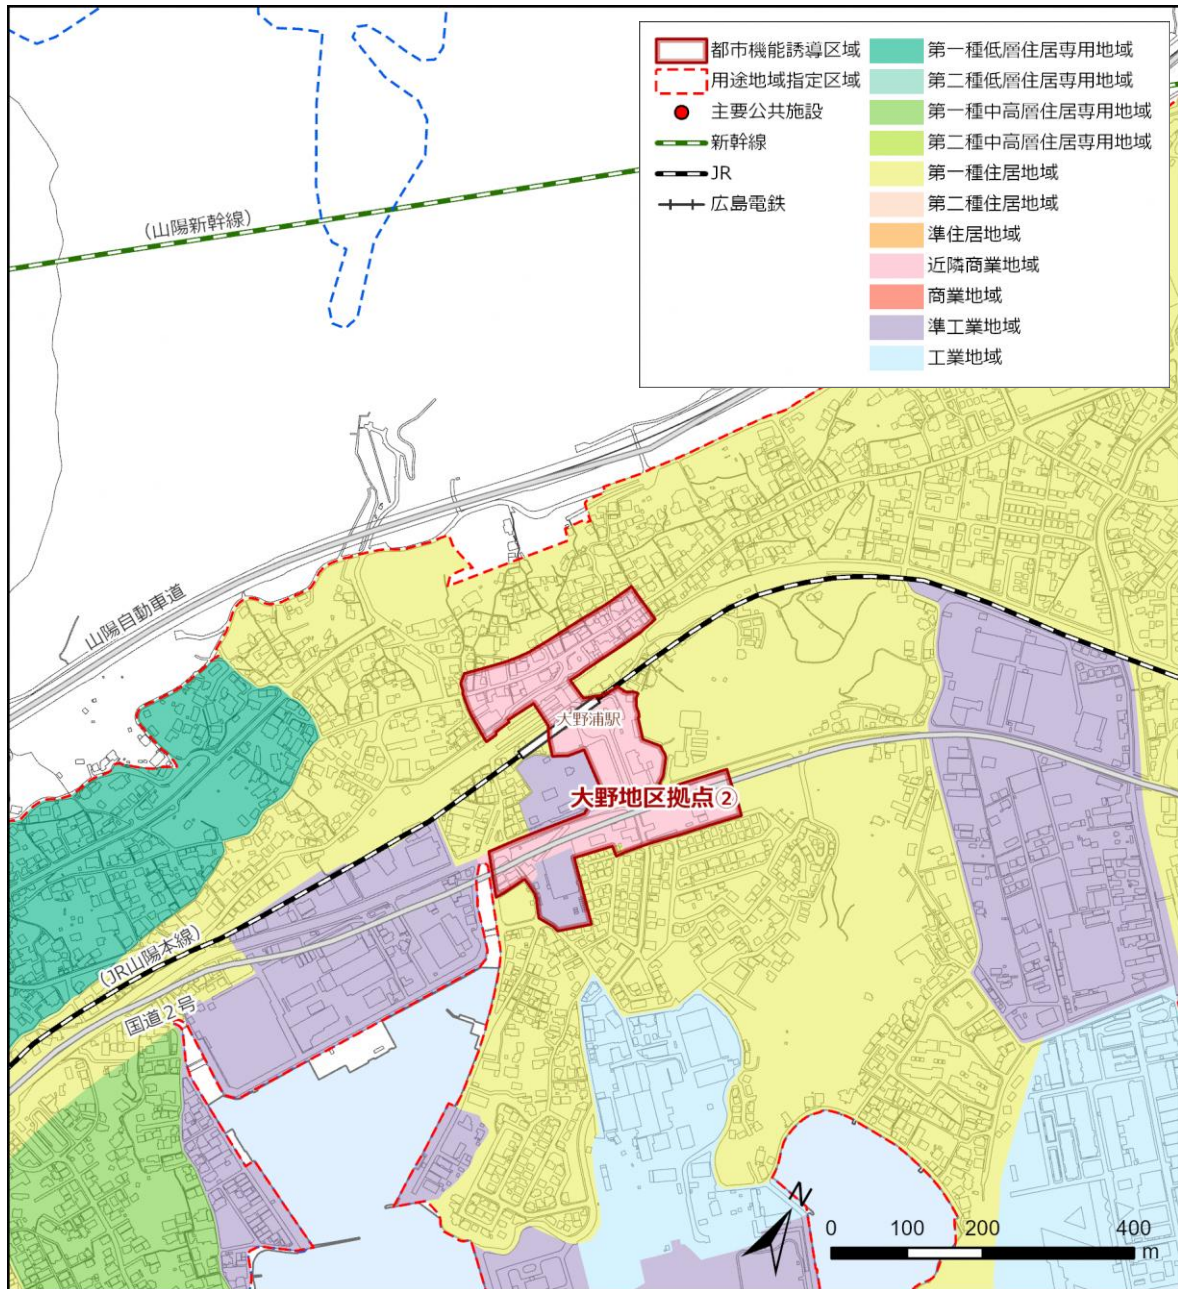 都市機能誘導区域
用途地域指定区域
主要公共施設
新幹線
JR
広島電鉄
第一種低層住居専用地域
第二種低層住居専用地域
第一種中高層住居専用地域
第二種中高層住居専用地域
第一種住居地域
第二種住居地域
準住居地域
近隣商業地域
商業地域
準工業地域
工業地域
(山陽新幹線)
山陽自動車道
大野浦駅
大野地区拠点②
(JR山陽本線)
国道2号
N
0 100 200 400
m